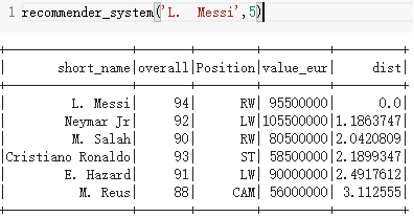 1 recommender_system('L.  Messi',5)
| short_name|overall|Position|value_eur| dist|
| L. Messi| 94| RW| 95500000| 0.0|
| Neymar Jr| 92| LW|105500000|1.1863747|
| M. Salah| 90| RW| 80500000|2.0420809|
|Cristiano Ronaldo| 93| ST| 58500000|2.1899347|
| E. Hazard| 91| LW| 90000000|2.4917612|
| M. Reus| 88| CAM| 56000000| 3.112555|